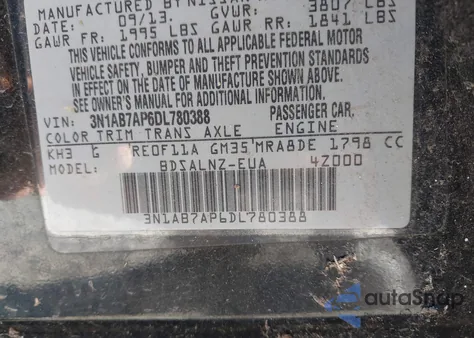 MANUFACTURED BY NISSAN
DATE: 09/13. GVWR: 3807 LBS
GAWR FR: 1995 LBS GAWR RR: 1841 LBS
THIS VEHICLE CONFORMS TO ALL APPLICABLE FEDERAL MOTOR
VEHICLE SAFETY, BUMPER AND THEFT PREVENTION STANDARDS
IN EFFECT ON THE DATE OF MANUFACTURE SHOWN ABOVE.
SEE OWNER'S MANUAL FOR ADDITIONAL INFORMATION.
VIN: 3N1AB7AP6DL780388 PASSENGER CAR,
COLOR TRIM TRANS AXLE ENGINE
KH3 G RE0F11A GM35 MRA8DE 1798 CC
MODEL: BDSALNZ-EUA 4Z000
3N1AB7AP6DL780388
autoSnap